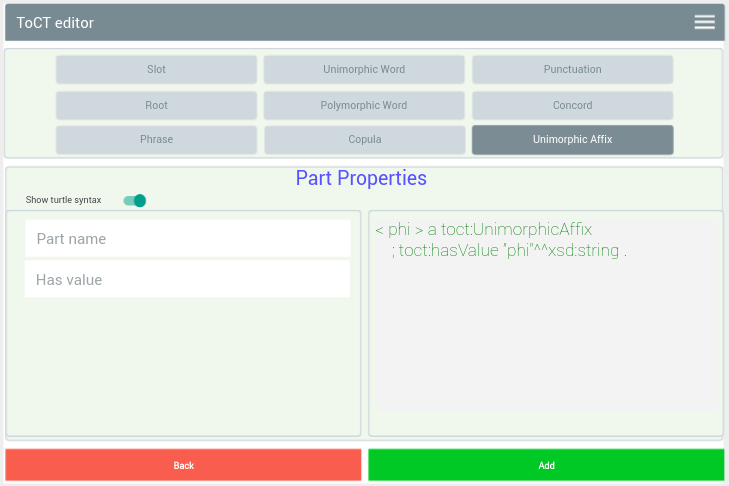 ToCT editor
Slot
Unimorphic Word
Punctuation
Root
Polymorphic Word
Concord
Phrase
Copula
Unimorphic Affix
Part Properties
Show turtle syntax
Part name
Has value
< phi > a toct:UnimorphicAffix
; toct:hasValue "phi"^^xsd:string .
Back
Add